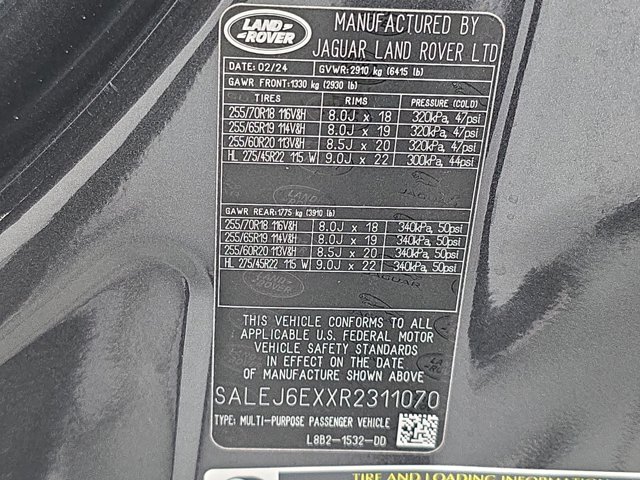 LAND
ROVER
MANUFACTURED BY
JAGUAR LAND ROVER LTD
DATE: 02/24 GVWR: 2910 kg (6415 lb)
GAWR FRONT: 1330 kg (2930 lb)
TIRES RIMS PRESSURE (COLD)
255/70R18 116V&H 8.0J x 18 320kPa, 47psi
255/65R19 114V&H 8.0J x 19 320kPa, 47psi
255/60R20 113V&H 8.5J x 20 320kPa, 47psi
HL 275/45R22 115 W 9.0J x 22 300kPa, 44psi
GAWR REAR: 1775 kg (3910 lb)
255/70R18 116V&H 8.0J x 18 340kPa, 50psi
255/65R19 114V&H 8.0J x 19 340kPa, 50psi
255/60R20 113V&H 8.5J x 20 340kPa, 50psi
HL 275/45R22 115 W 9.0J x 22 340kPa, 50psi
THIS VEHICLE CONFORMS TO ALL
APPLICABLE U.S. FEDERAL MOTOR
VEHICLE SAFETY STANDARDS
IN EFFECT ON THE DATE
OF MANUFACTURE SHOWN ABOVE
SALEJ6EXXR2311070
TYPE: MULTI-PURPOSE PASSENGER VEHICLE
L8B2-1532-DD
TIRE AND LOADING INFORMATION